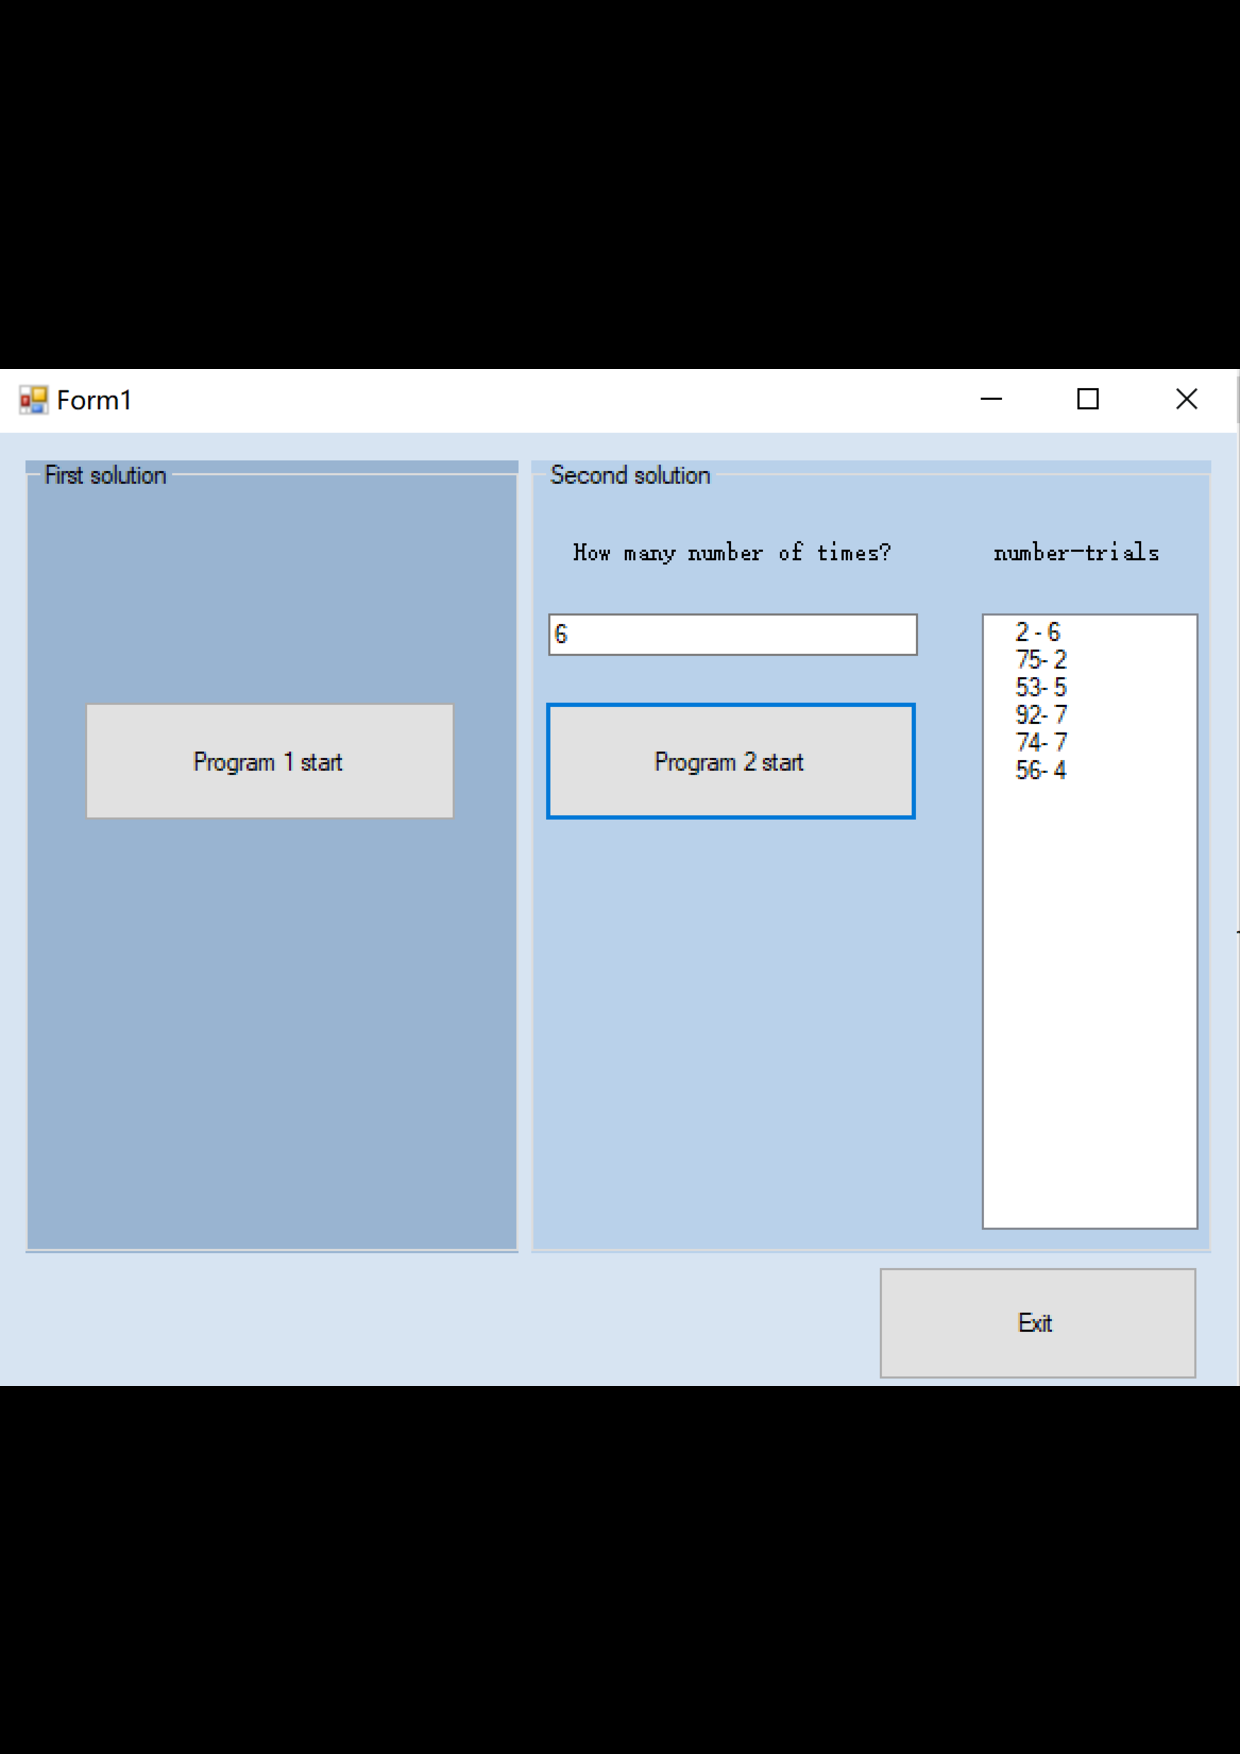 Form1
First solution
Program 1 start
Second solution
How many number of times?
6
Program 2 start
number-trials
2 - 6
75- 2
53- 5
92- 7
74- 7
56- 4
Exit